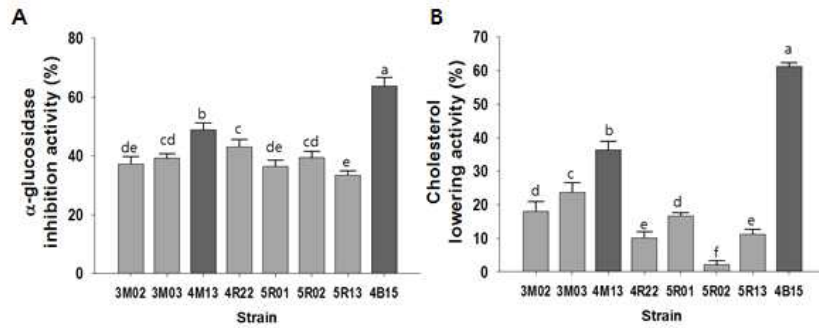 A
α-glucosidase
inhibition activity (%)
80
60
40
20
0
de
cd
b
c
de
cd
e
a
3M02 3M03 4M13 4R22 5R01 5R02 5R13 4B15
Strain
B
Cholesterol
lowering activity (%)
70
60
50
40
30
20
10
0
d
c
b
e
d
f
e
a
3M02 3M03 4M13 4R22 5R01 5R02 5R13 4B15
Strain